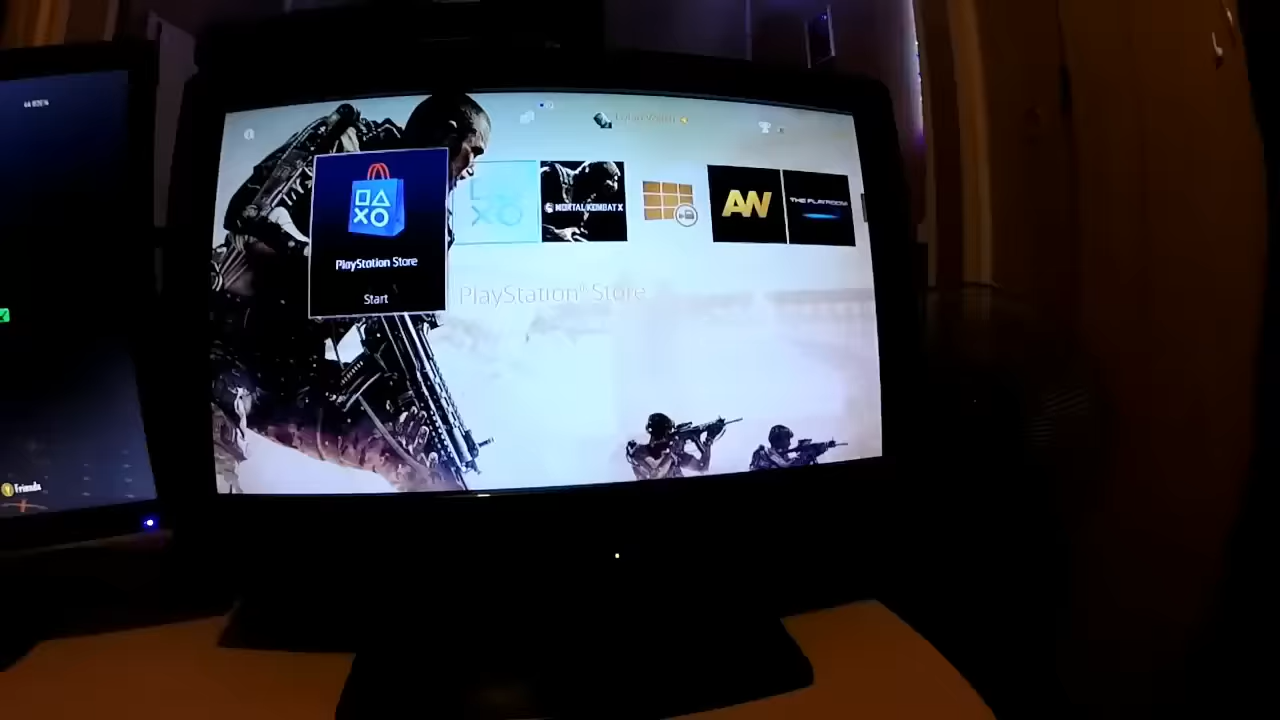 PlayStation Store
Start
MORTAL KOMBAT X
AW
THE PLAYROOM
PlayStation® Store
Friends